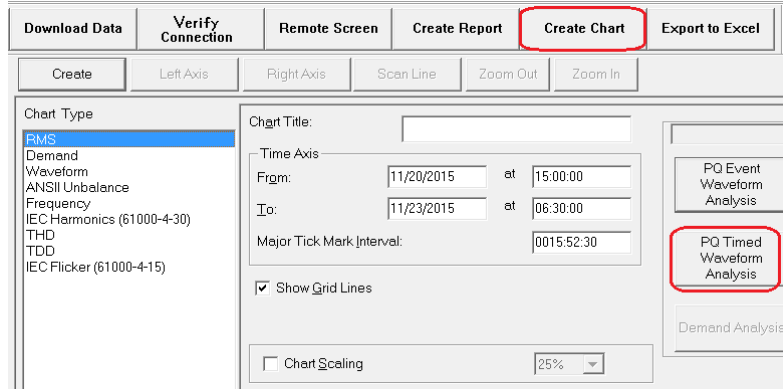 Download Data Verify Connection Remote Screen Create Report Create Chart Export to Excel
Create Left Axis Right Axis Scan Line Zoom Out Zoom In
Chart Type
RMS
Demand
Waveform
ANSII Unbalance
Frequency
IEC Harmonics (61000-4-30)
THD
TDD
IEC Flicker (61000-4-15)
Chart Title:
Time Axis
From: 11/20/2015 at 15:00:00
To: 11/23/2015 at 06:30:00
Major Tick Mark Interval: 0015:52:30
Show Grid Lines
Chart Scaling 25%
PQ Event
Waveform
Analysis
PQ Timed
Waveform
Analysis
Demand Analysis